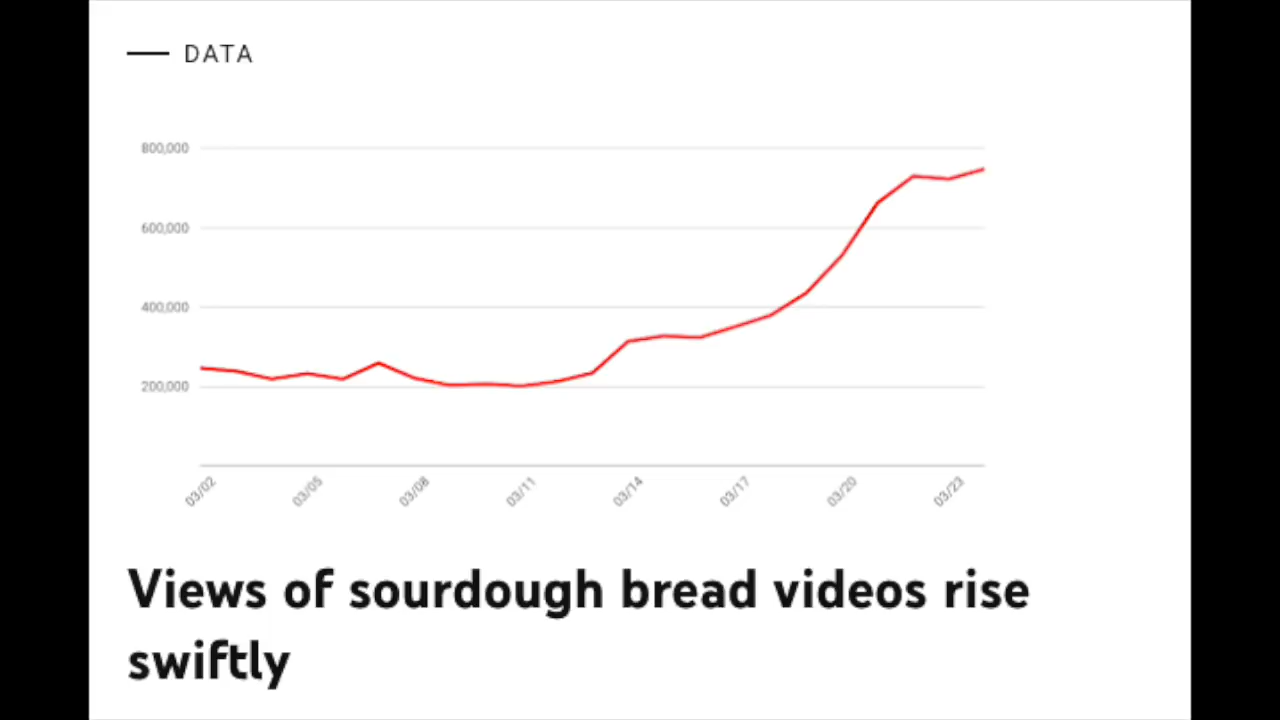 DATA
800,000
600,000
400,000
200,000
03/02 03/05 03/08 03/11 03/14 03/17 03/20 03/23
Views of sourdough bread videos rise
swiftly